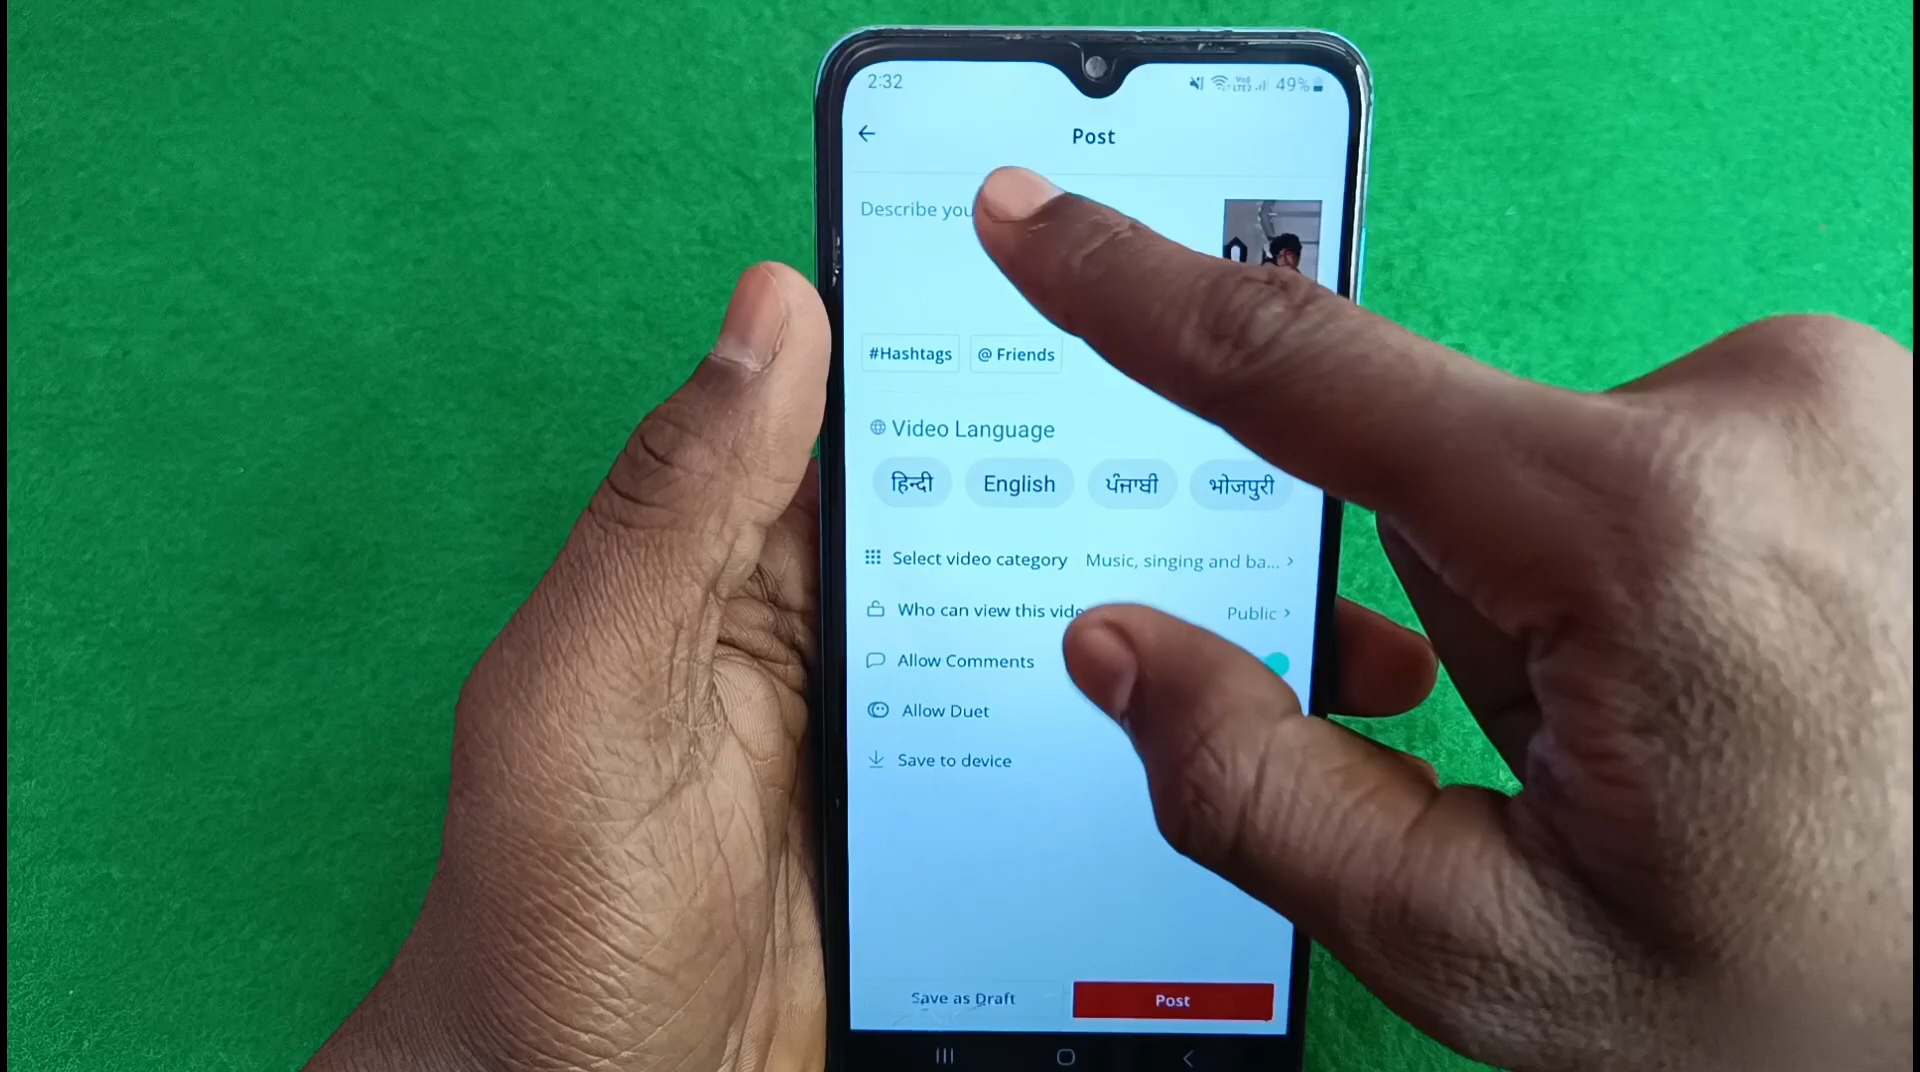 2:32 49%
Post
Describe you
#Hashtags @ Friends
Video Language
हिन्दी English ਪੰਜਾਬੀ भोजपुरी
Select video category Music, singing and ba... >
Who can view this vide Public >
Allow Comments
Allow Duet
Save to device
Save as Draft Post